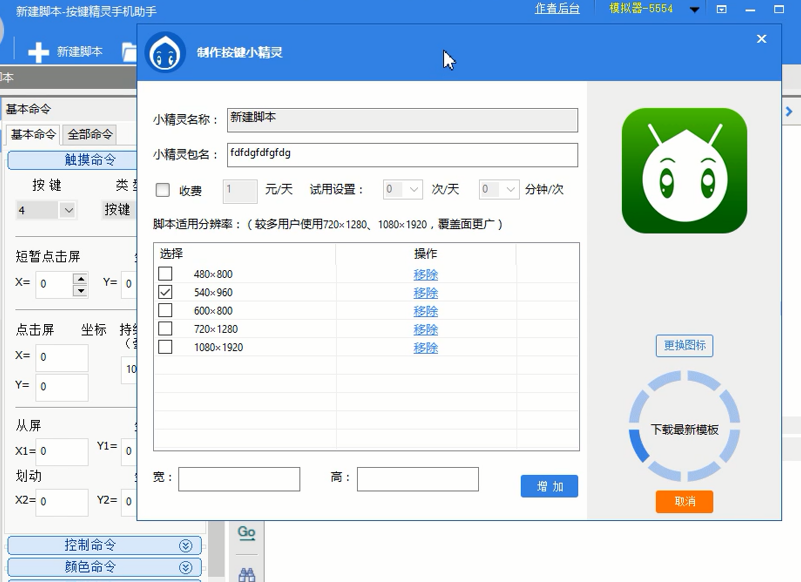 新建脚本-按键精灵手机助手
作者后台
模拟器-5554
新建脚本
本
基本命令
基本命令 全部命令
触摸命令
按 键
4
按键
短暂点击屏
X= 0 Y= 0
点击屏 坐标
X= 0
10
Y= 0
从屏
X1= 0 Y1= 0
划动
X2= 0 Y2= 0
控制命令
颜色命令
Go
制作按键小精灵
小精灵名称： 新建脚本
小精灵包名： fdfdgfdfgfdg
收费 1 元/天 试用设置： 0 次/天 0 分钟/次
脚本适用分辨率：（较多用户使用720×1280、1080×1920，覆盖面更广）
选择 操作
480×800 移除
540×960 移除
600×800 移除
720×1280 移除
1080×1920 移除
宽： 高： 增 加
更换图标
下载最新模板
取消